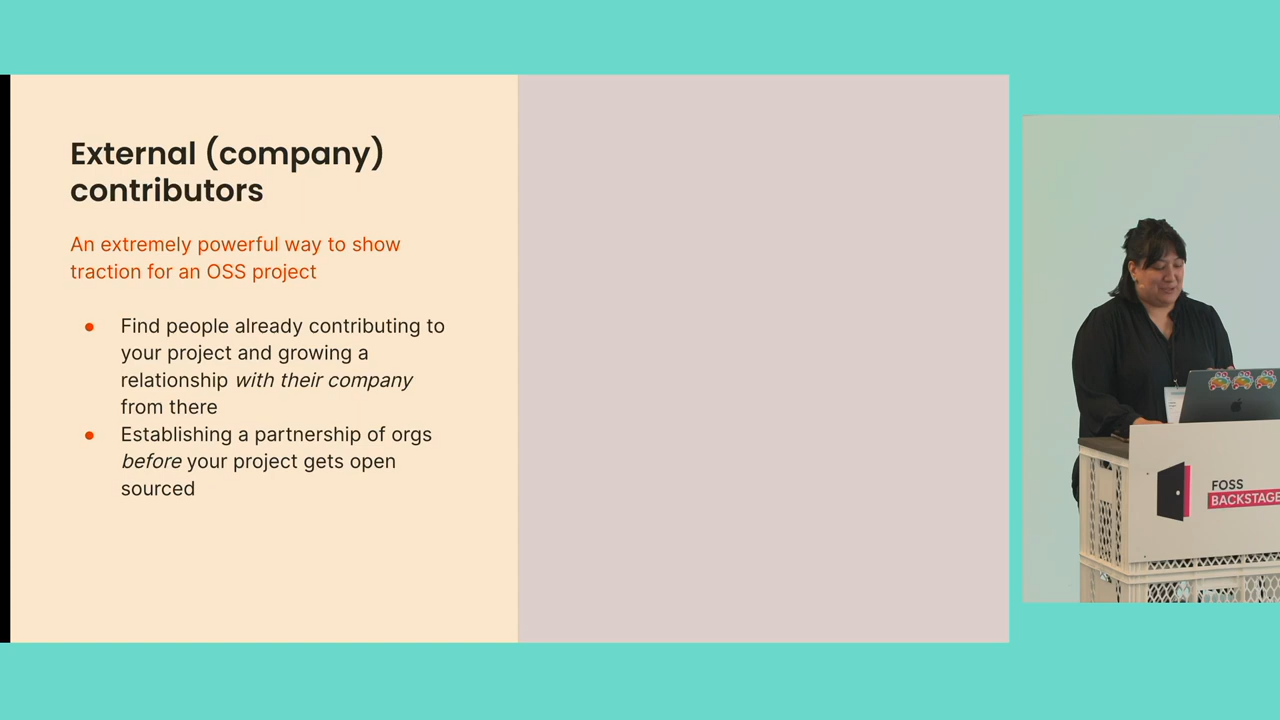 External (company)
contributors
An extremely powerful way to show
traction for an OSS project
● Find people already contributing to
your project and growing a
relationship with their company
from there
● Establishing a partnership of orgs
before your project gets open
sourced
FOSS
BACKSTAGE